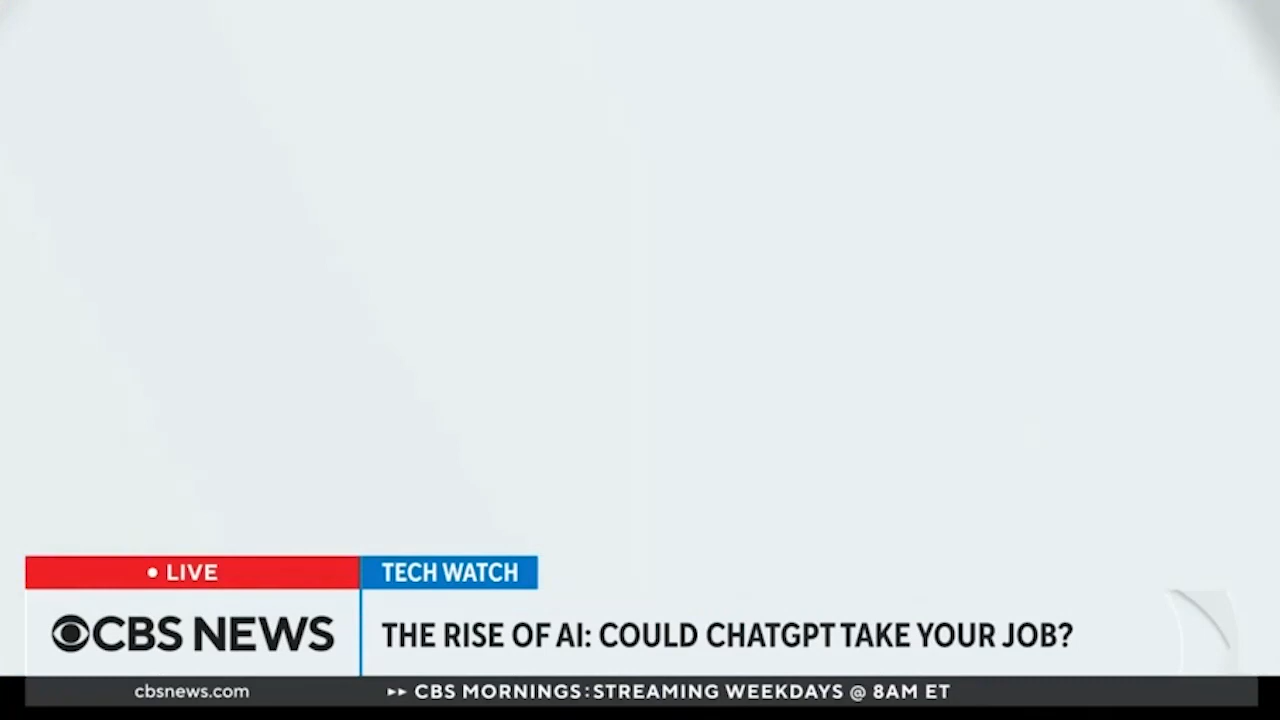 • LIVE
TECH WATCH
CBS NEWS
THE RISE OF AI: COULD CHATGPT TAKE YOUR JOB?
cbsnews.com
CBS MORNINGS: STREAMING WEEKDAYS @ 8AM ET